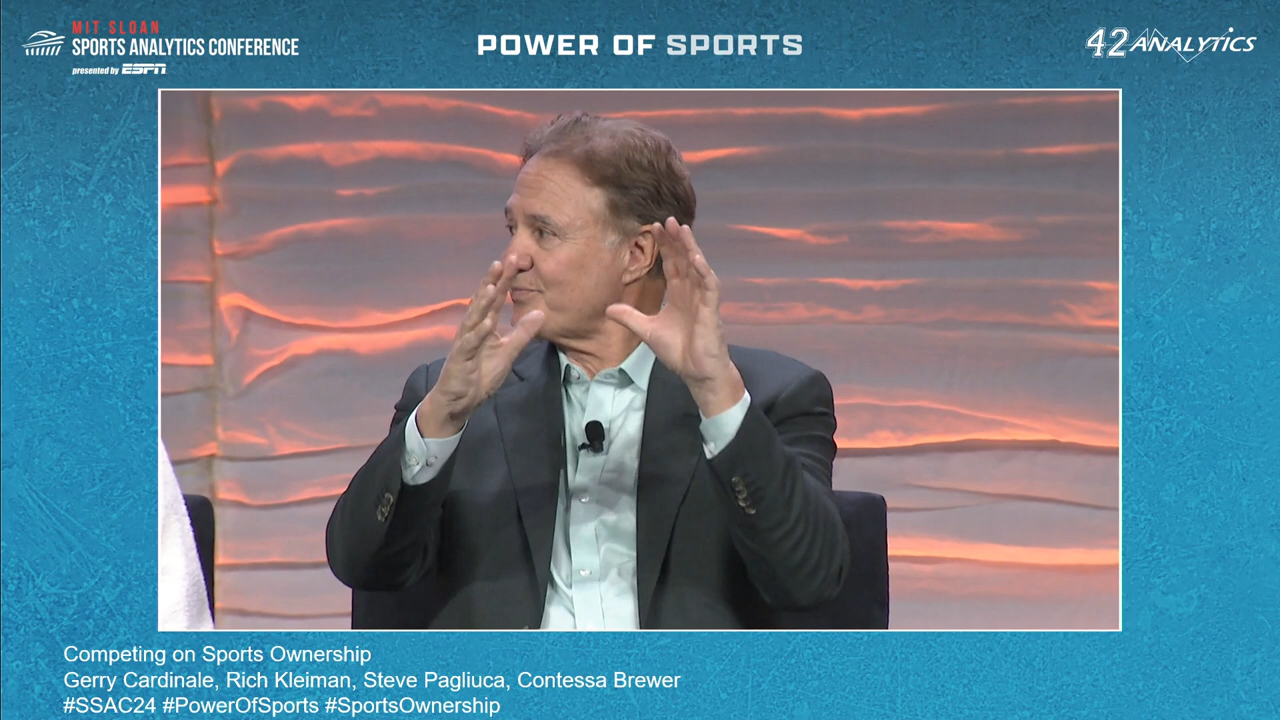 MIT SLOAN
SPORTS ANALYTICS CONFERENCE
presented by ESPN
POWER OF SPORTS
42 ANALYTICS
Competing on Sports Ownership
Gerry Cardinale, Rich Kleiman, Steve Pagliuca, Contessa Brewer
#SSAC24 #PowerOfSports #SportsOwnership